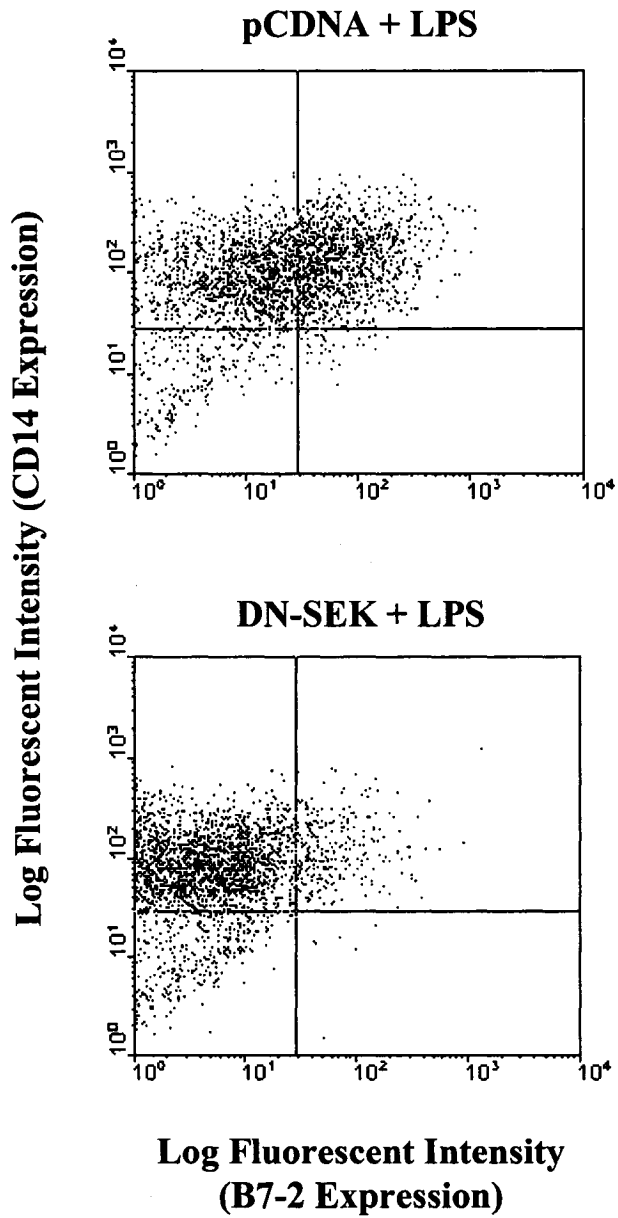 pCDNA + LPS
10⁴
10³
10²
10¹
10⁰
10⁰ 10¹ 10² 10³ 10⁴
Log Fluorescent Intensity (CD14 Expression)
DN-SEK + LPS
10⁴
10³
10²
10¹
10⁰
10⁰ 10¹ 10² 10³ 10⁴
Log Fluorescent Intensity
(B7-2 Expression)